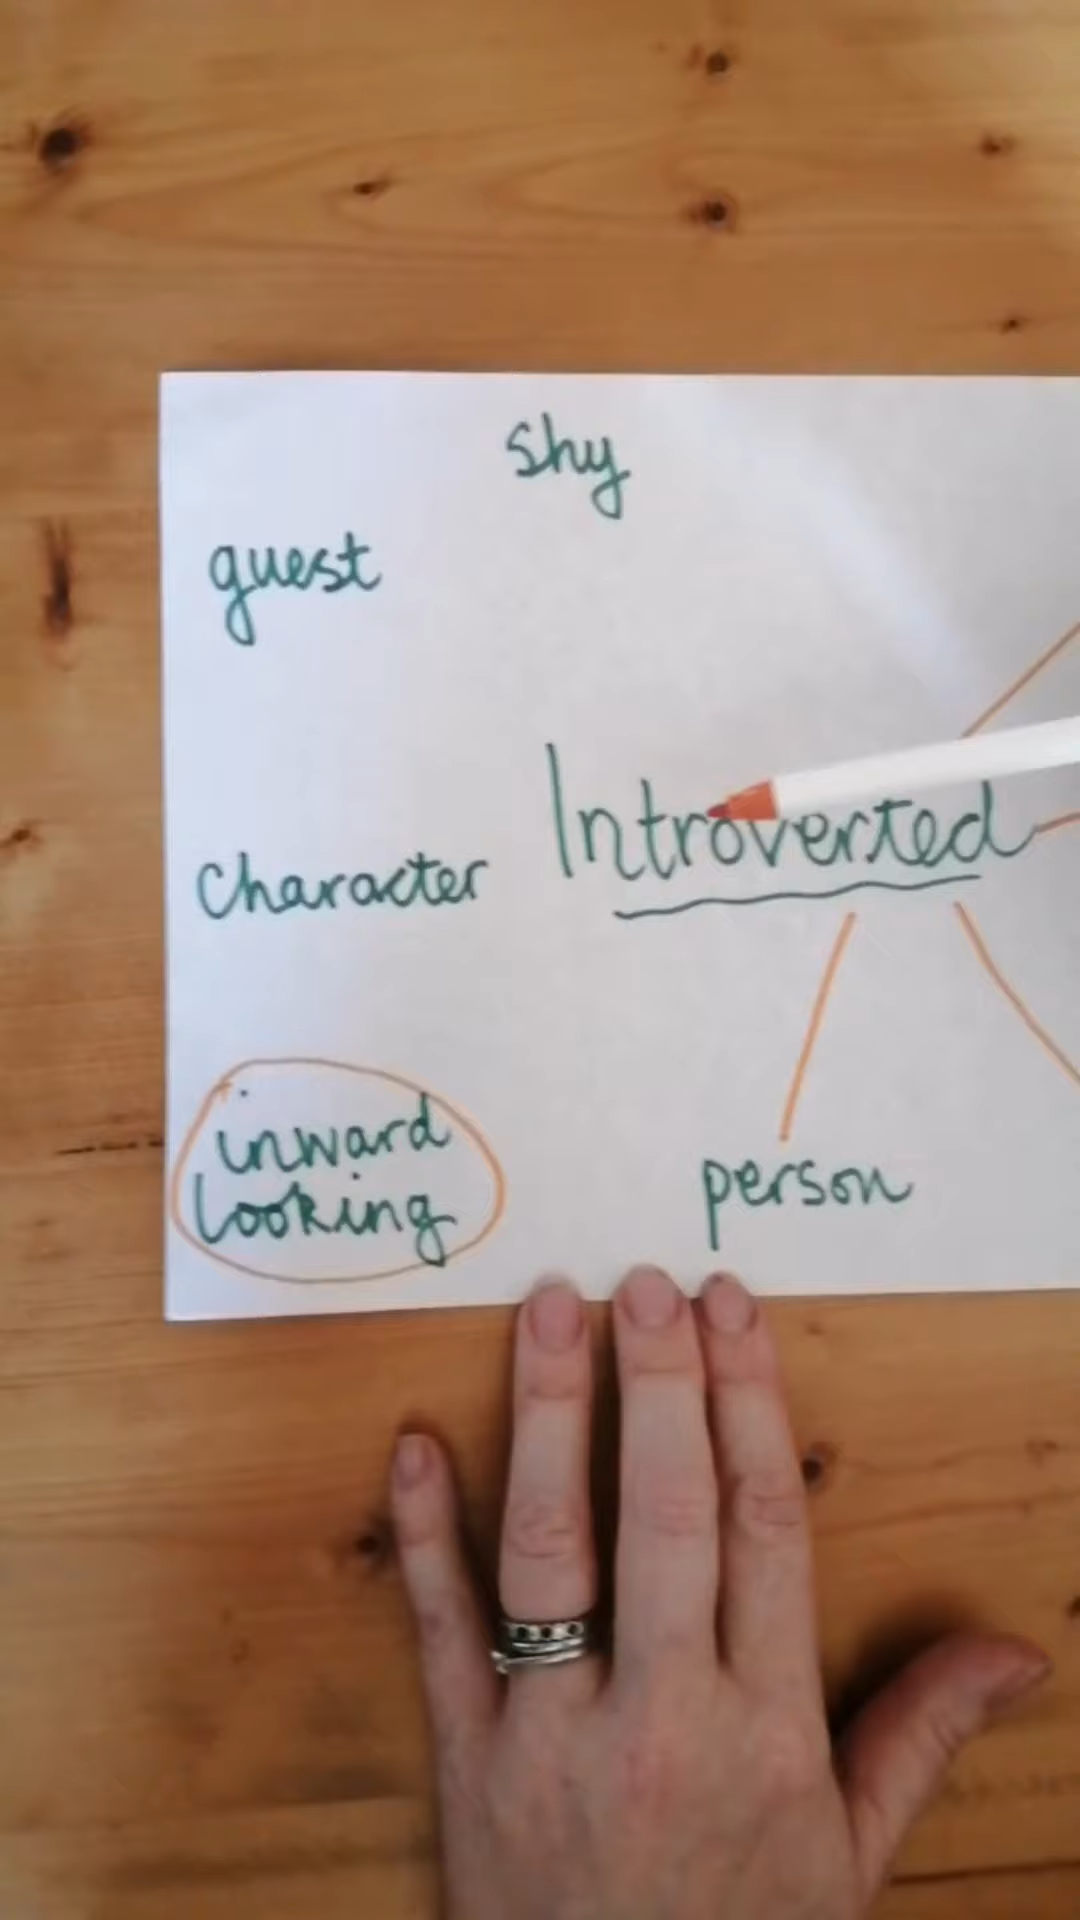 shy
guest
Introverted
character
inward
looking
person